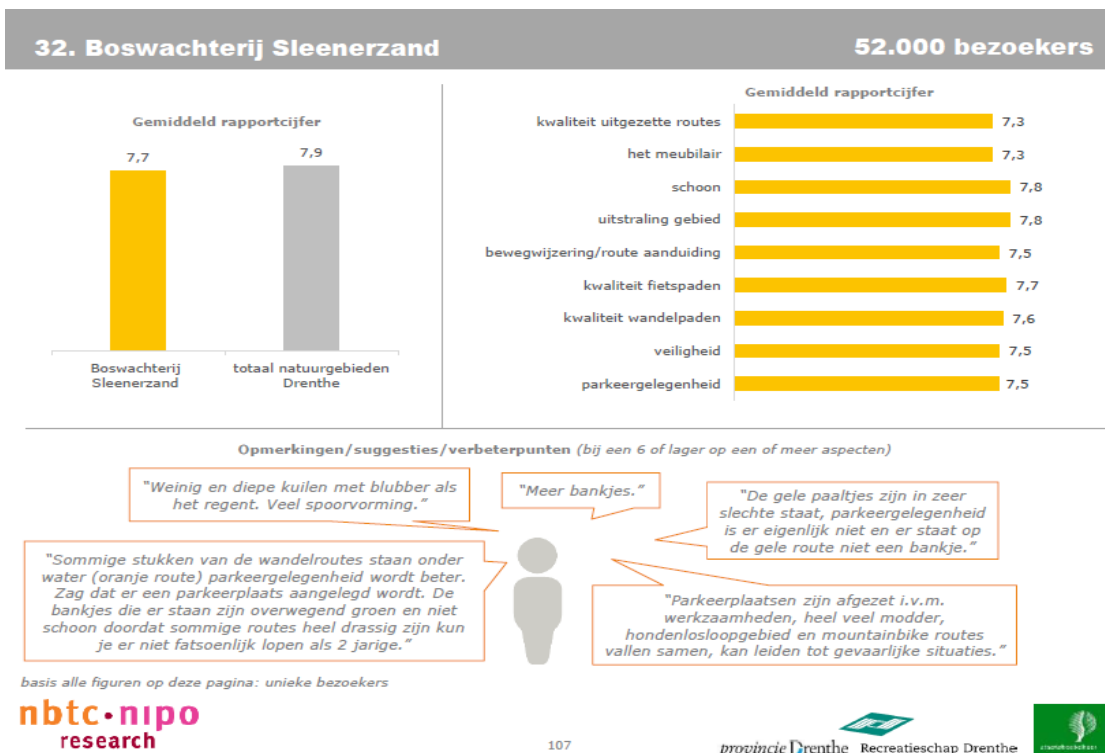 32. Boswachterij Sleenerzand
52.000 bezoekers
Gemiddeld rapportcijfer
7,7
7,9
Boswachterij
Sleenerzand
totaal natuurgebieden
Drenthe
Gemiddeld rapportcijfer
kwaliteit uitgezette routes 7,3
het meubilair 7,3
schoon 7,8
uitstraling gebied 7,8
bewegwijzering/route aanduiding 7,5
kwaliteit fietspaden 7,7
kwaliteit wandelpaden 7,6
veiligheid 7,5
parkeergelegenheid 7,5
Opmerkingen/suggesties/verbeterpunten (bij een 6 of lager op een of meer aspecten)
“Weinig en diepe kuilen met blubber als
het regent. Veel spoorvorming.”
“Meer bankjes.”
“De gele paaltjes zijn in zeer
slechte staat, parkeergelegenheid
is er eigenlijk niet en er staat op
de gele route niet een bankje.”
“Sommige stukken van de wandelroutes staan onder
water (oranje route) parkeergelegenheid wordt beter.
Zag dat er een parkeerplaats aangelegd wordt. De
bankjes die er staan zijn overwegend groen en niet
schoon doordat sommige routes heel drassig zijn kun
je er niet fatsoenlijk lopen als 2 jarige.”
“Parkeerplaatsen zijn afgezet i.v.m.
werkzaamheden, heel veel modder,
hondenlosloopgebied en mountainbike routes
vallen samen, kan leiden tot gevaarlijke situaties.”
basis alle figuren op deze pagina: unieke bezoekers
nbtc•nipo
research
107
provincie Drenthe
Recreatieschap Drenthe